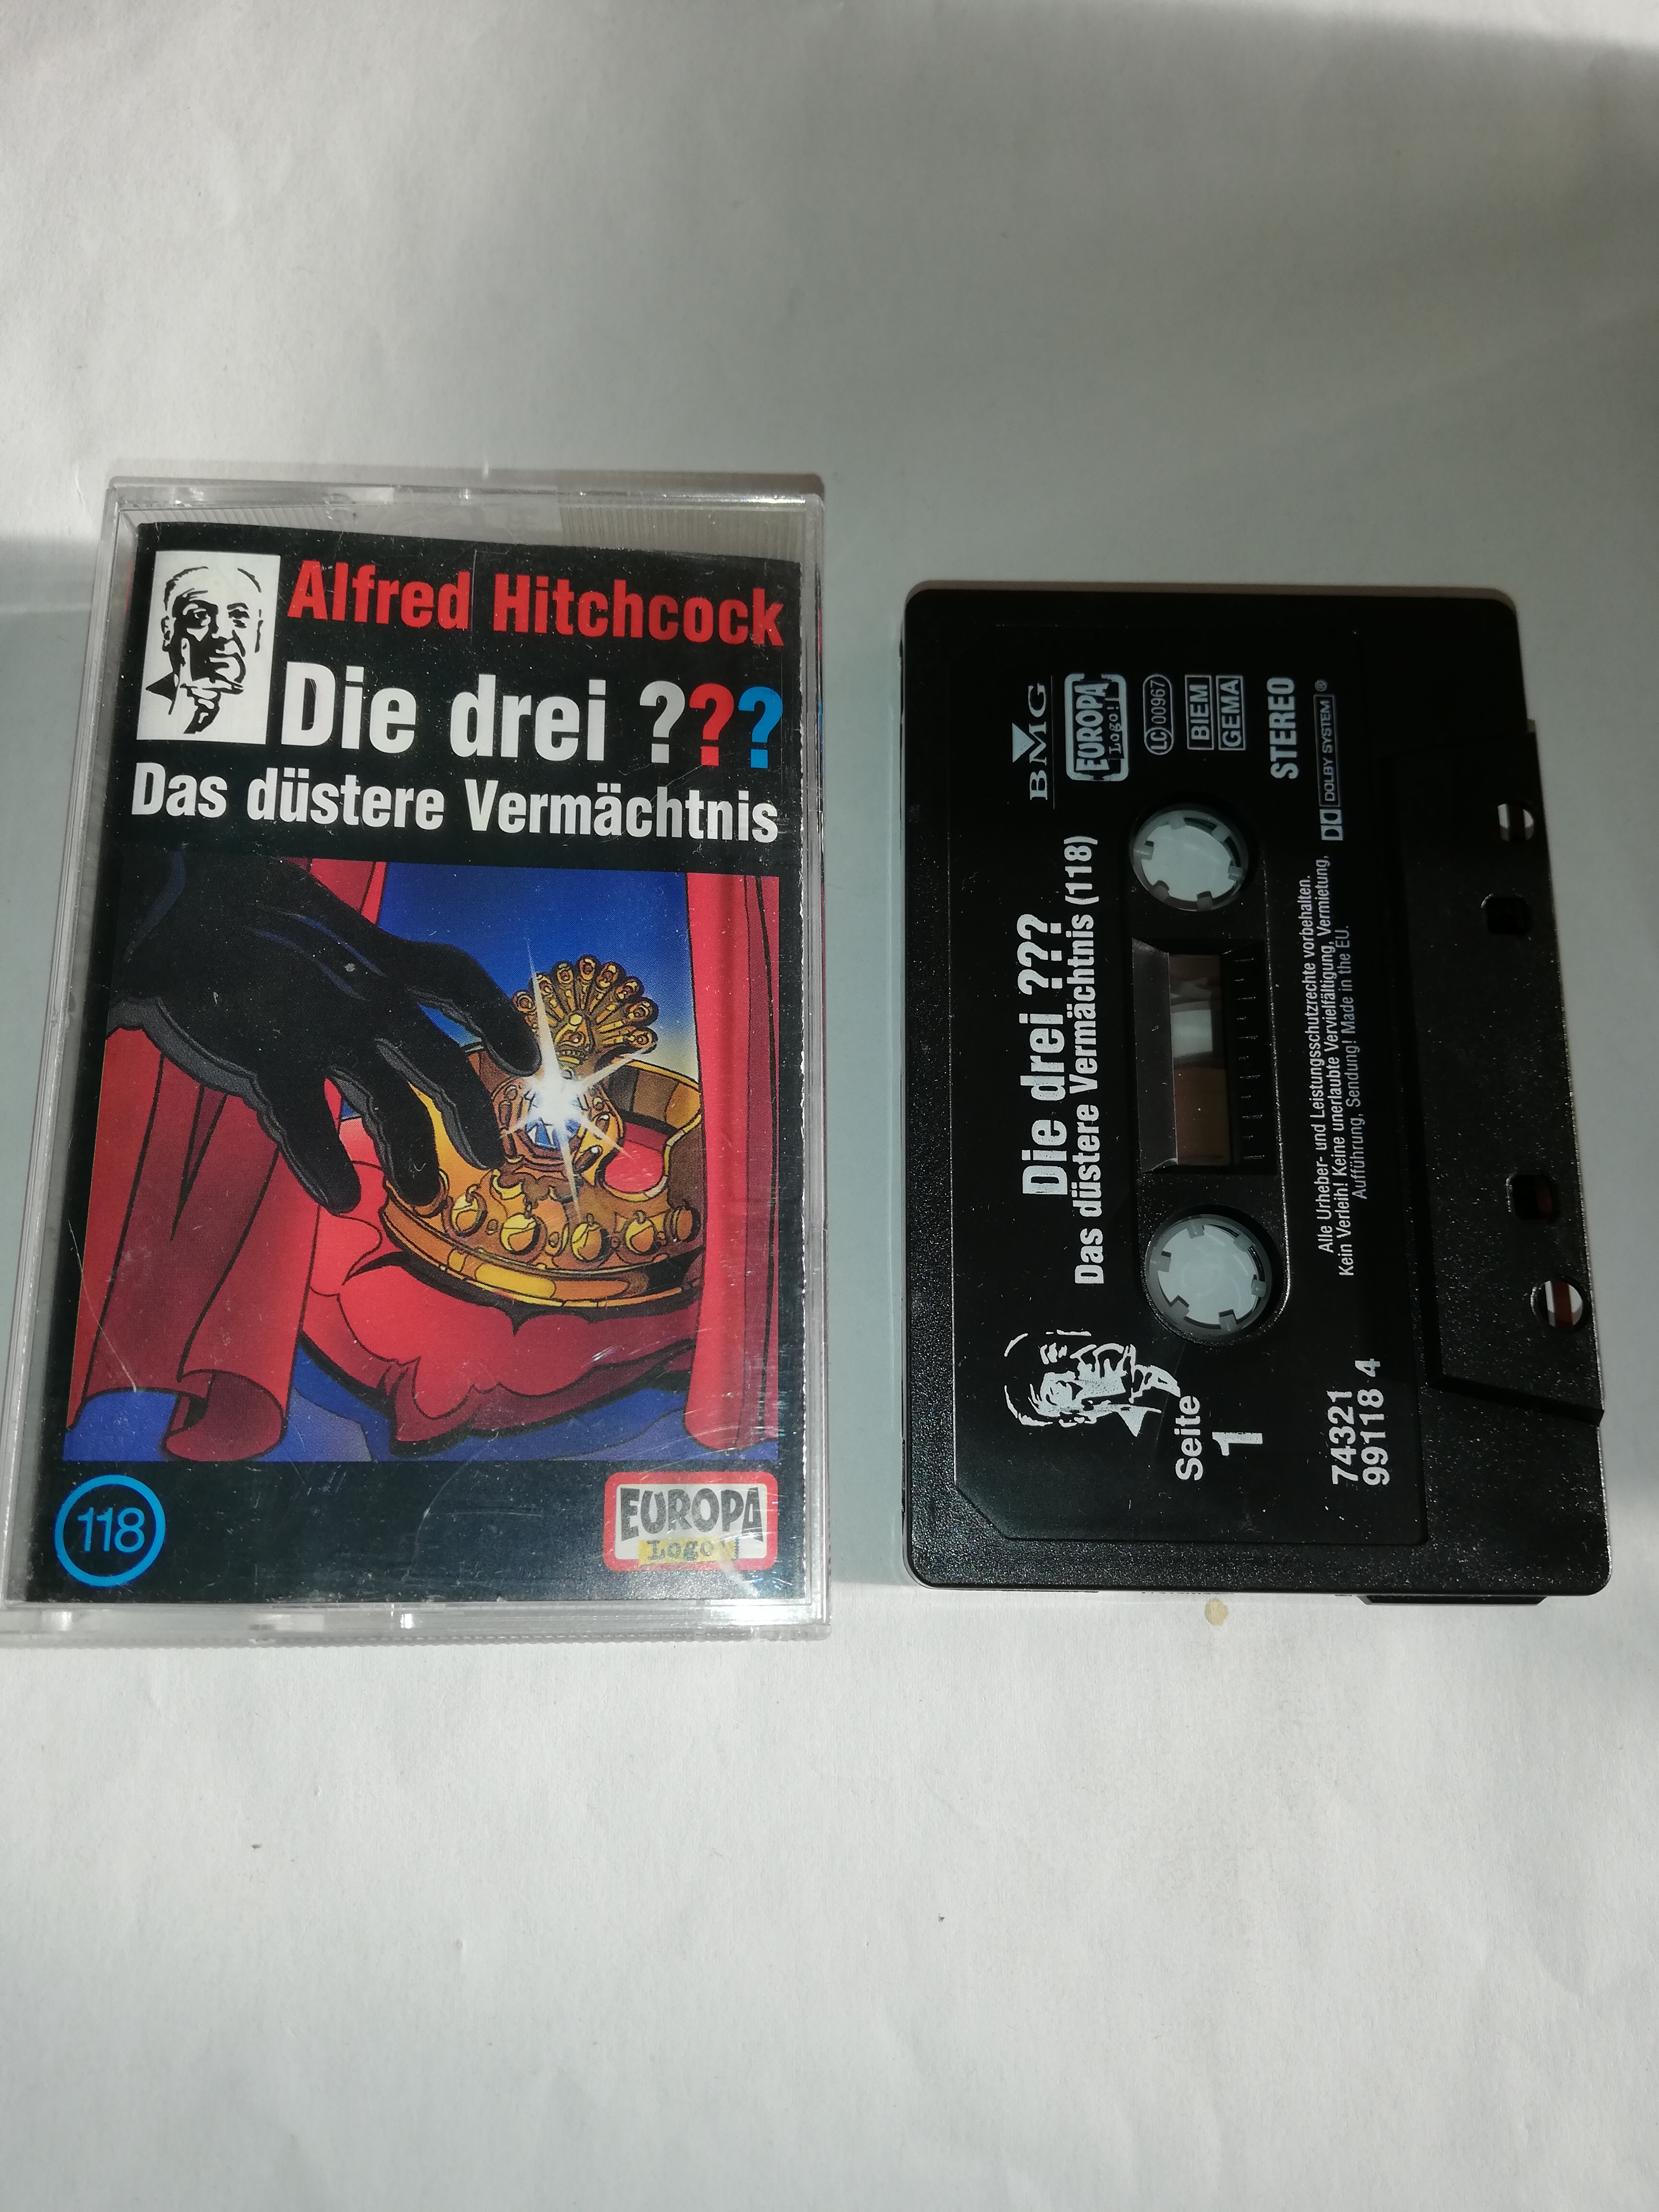 Alfred Hitchcock
Die drei ???
Das düstere Vermächtnis
118
EUROPA
Logo!
BMG
EUROPA
Logo!
LC 00967
BIEM
GEMA
STEREO
DOLBY SYSTEM®
Die drei ???
Das düstere Vermächtnis (118)
Seite
1
Alle Urheber- und Leistungsschutzrechte vorbehalten.
Kein Verleih! Keine unerlaubte Vervielfältigung, Vermietung,
Aufführung, Sendung! Made in the EU.
74321
99118 4